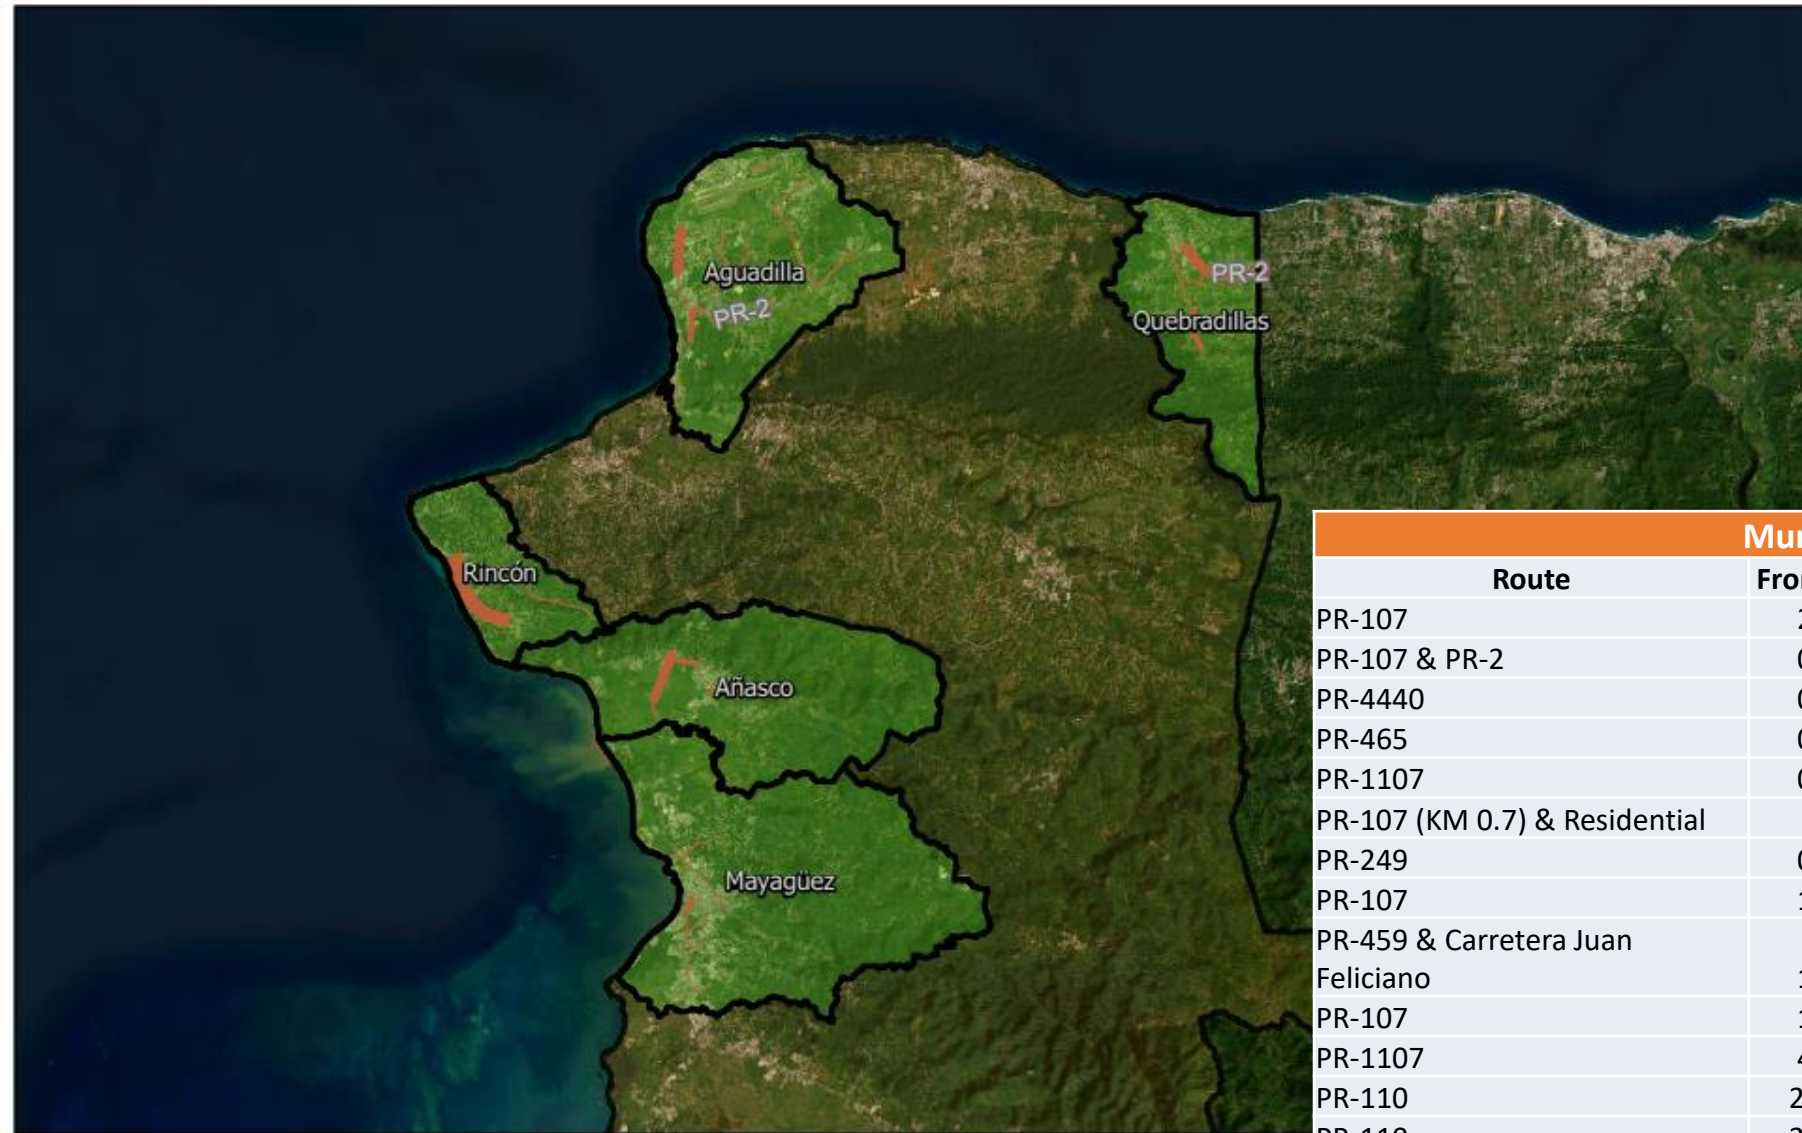 Aguadilla
PR-2
PR-2
Quebradillas
Rincón
Añasco
Mayagüez
Route
PR-107
PR-107 & PR-2
PR-4440
PR-465
PR-1107
PR-107 (KM 0.7) & Residential
PR-249
PR-107
PR-459 & Carretera Juan
Feliciano
PR-107
PR-1107
PR-110